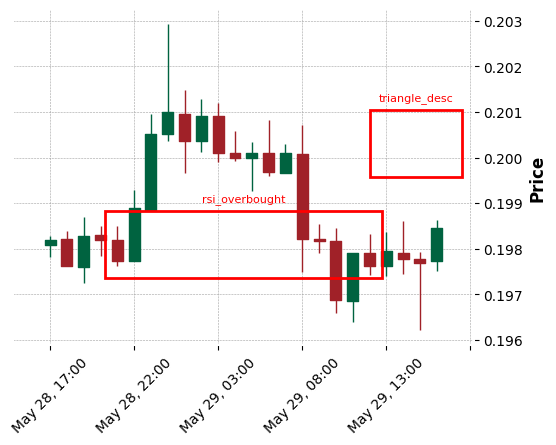 0.203
0.202
triangle_desc
0.201
0.200
rsi_overbought
0.199
0.198
0.197
0.196
Price
May 28, 17:00
May 28, 22:00
May 29, 03:00
May 29, 08:00
May 29, 13:00